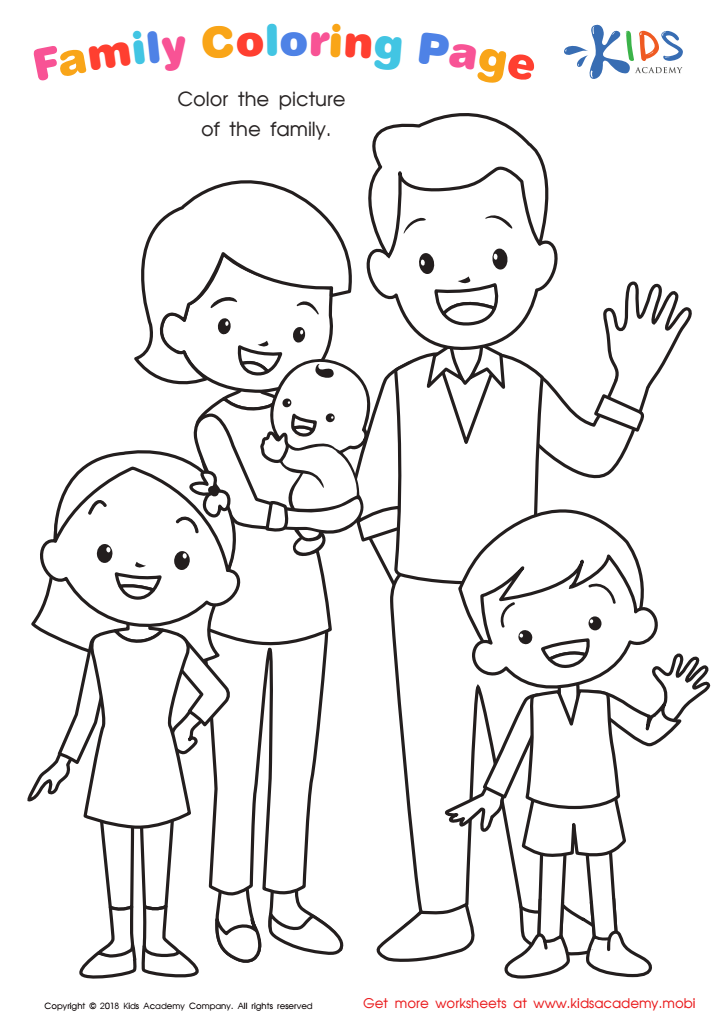 Family Coloring Page
KIDS
ACADEMY
Color the picture
of the family.
Copyright © 2018 Kids Academy Company. All rights reserved
Get more worksheets at www.kidsacademy.mobi